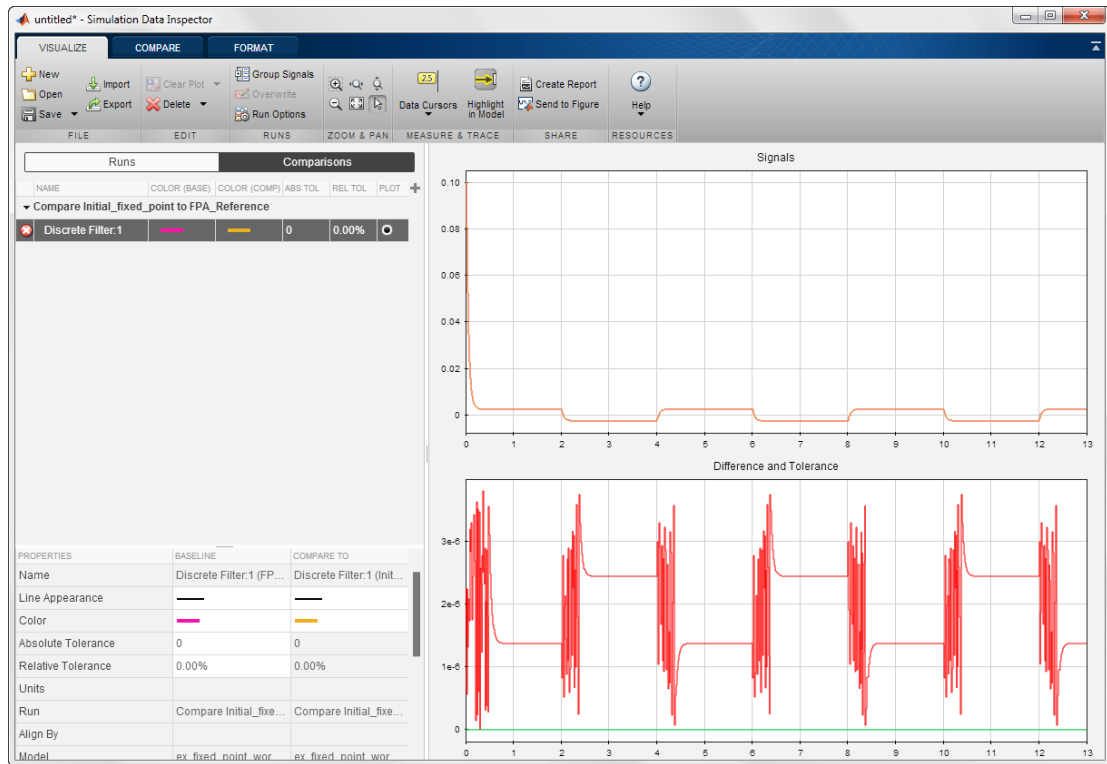 untitled* - Simulation Data Inspector
VISUALIZE COMPARE FORMAT
New Open Save Import Export
FILE
Clear Plot Delete
EDIT
Group Signals Overwrite Run Options
RUNS
ZOOM & PAN
2.5 Data Cursors Highlight in Model
MEASURE & TRACE
Create Report Send to Figure
SHARE
? Help
RESOURCES
Runs Comparisons
NAME COLOR (BASE) COLOR (COMP) ABS TOL REL TOL PLOT +
Compare Initial_fixed_point to FPA_Reference
Discrete Filter:1 0 0.00%
PROPERTIES BASELINE COMPARE TO
Name Discrete Filter:1 (FP... Discrete Filter:1 (Init...
Line Appearance
Color
Absolute Tolerance 0 0
Relative Tolerance 0.00% 0.00%
Units
Run Compare Initial_fixe... Compare Initial_fixe...
Align By
Model ex_fixed_point_wor ex_fixed_point_wor
Signals
0.10
0.08
0.06
0.04
0.02
0
0 1 2 3 4 5 6 7 8 9 10 11 12 13
Difference and Tolerance
3e-6
2e-6
1e-6
0
0 1 2 3 4 5 6 7 8 9 10 11 12 13